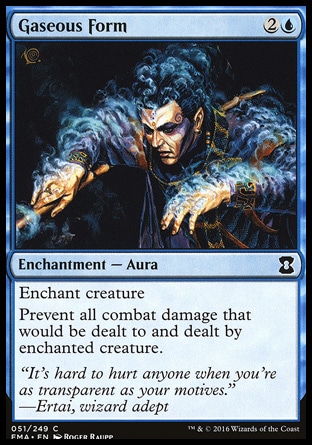 Gaseous Form 2
Enchantment — Aura
Enchant creature
Prevent all combat damage that
would be dealt to and dealt by
enchanted creature.
“It’s hard to hurt anyone when you’re
as transparent as your motives.”
—Ertai, wizard adept
051/249 C
EMA • EN ROGER RAUPP ™ & © 2016 Wizards of the Coast